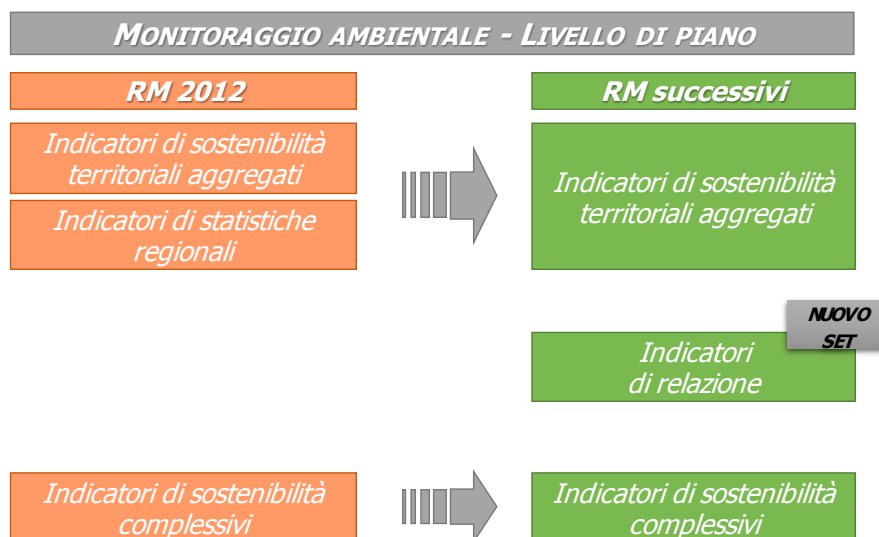 MONITORAGGIO AMBIENTALE - LIVELLO DI PIANO
RM 2012
RM successivi
Indicatori di sostenibilità
territoriali aggregati
Indicatori di statistiche
regionali
Indicatori di sostenibilità
territoriali aggregati
NUOVO
SET
Indicatori
di relazione
Indicatori di sostenibilità
complessivi
Indicatori di sostenibilità
complessivi